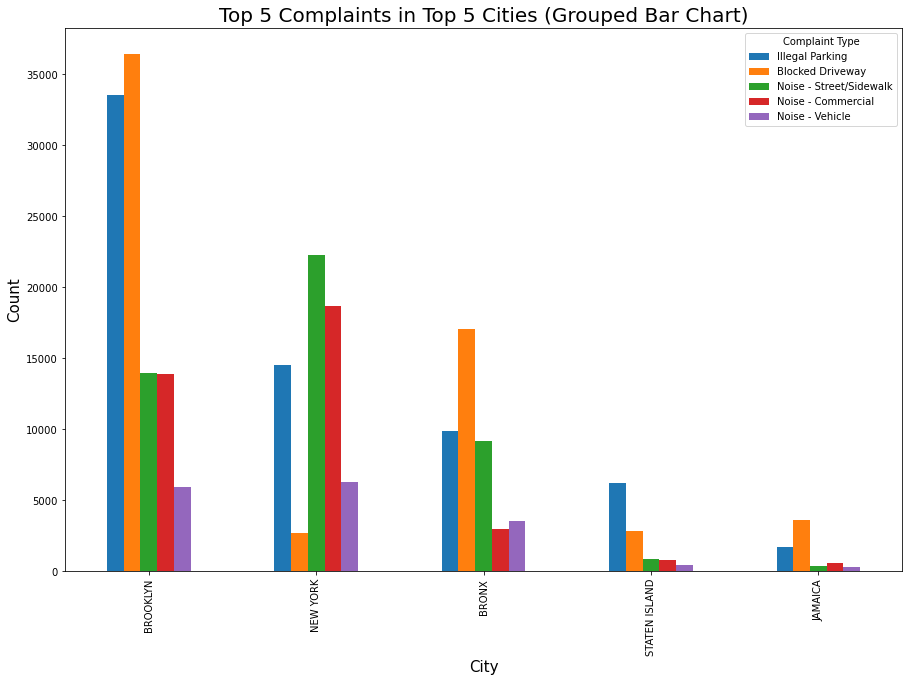 Top 5 Complaints in Top 5 Cities (Grouped Bar Chart)
Complaint Type
Illegal Parking
Blocked Driveway
Noise - Street/Sidewalk
Noise - Commercial
Noise - Vehicle
Count
35000
30000
25000
20000
15000
10000
5000
0
BROOKLYN
NEW YORK
BRONX
STATEN ISLAND
JAMAICA
City